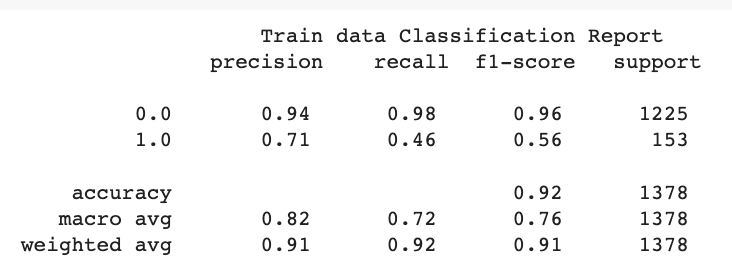 Train data Classification Report
precision recall f1-score support
0.0 0.94 0.98 0.96 1225
1.0 0.71 0.46 0.56 153
accuracy 0.92 1378
macro avg 0.82 0.72 0.76 1378
weighted avg 0.91 0.92 0.91 1378